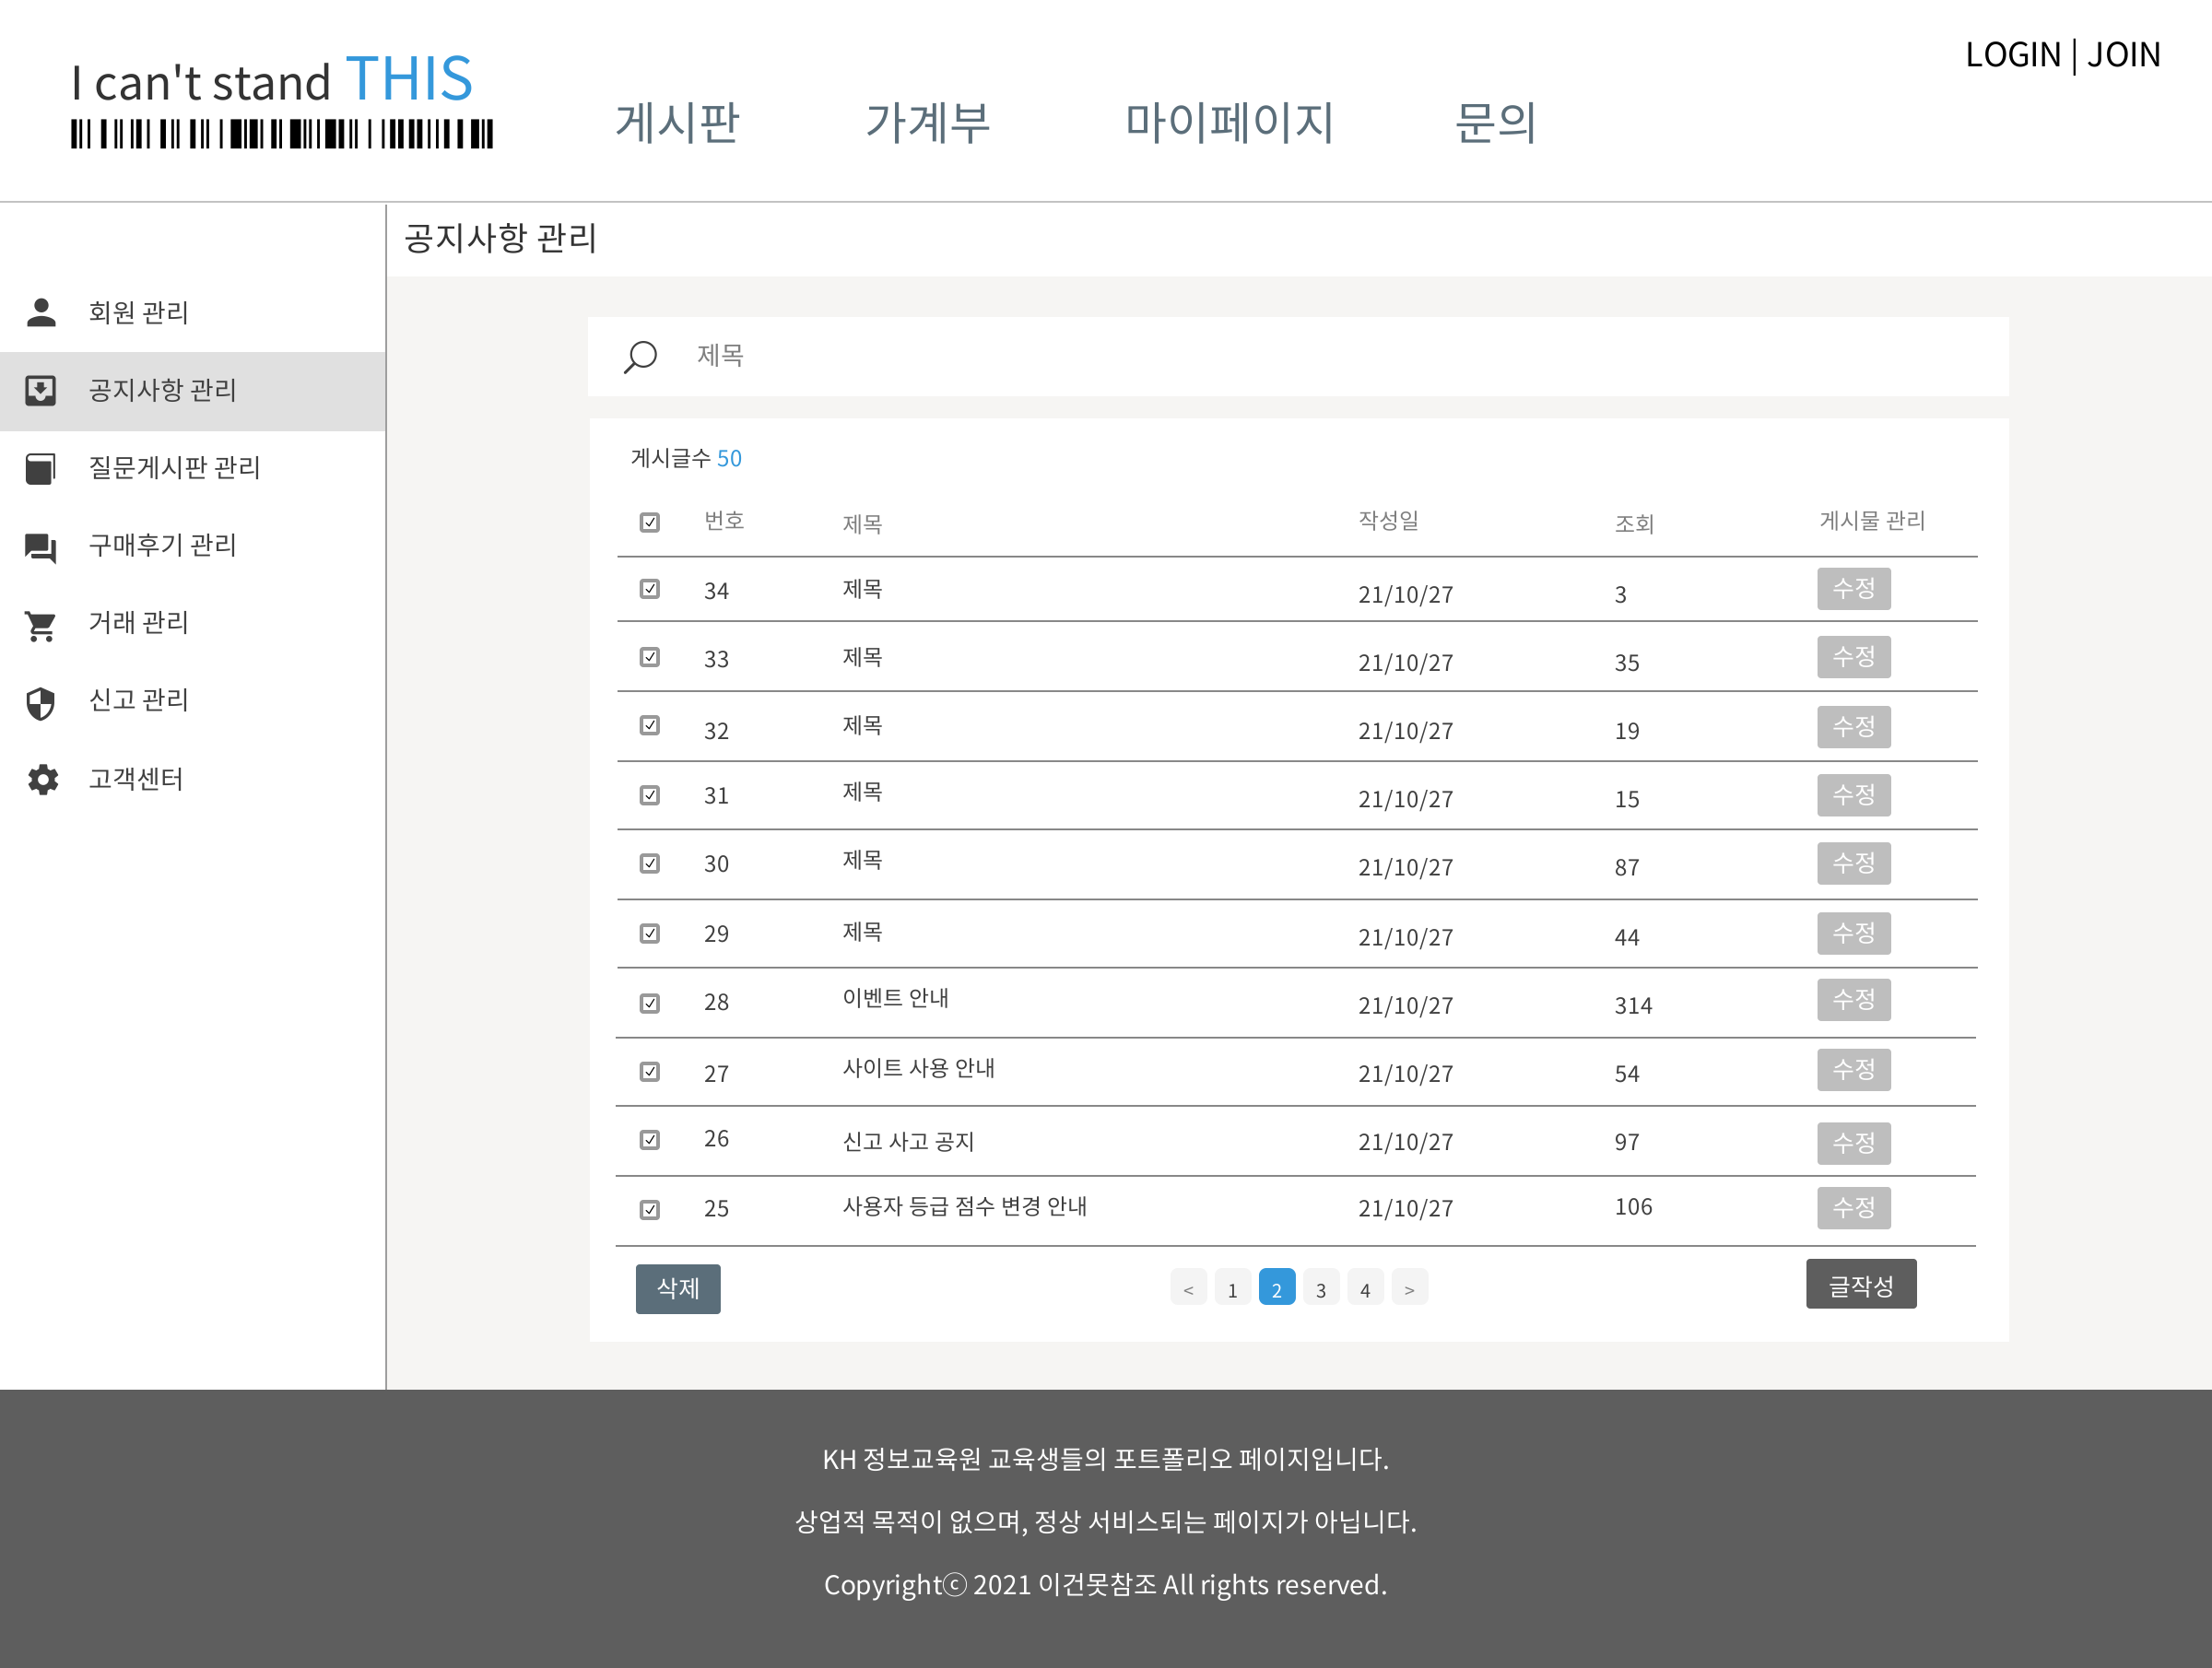 LOGIN | JOIN
I can't stand THIS
게시판 가계부 마이페이지 문의
공지사항 관리
회원 관리
공지사항 관리
질문게시판 관리
구매후기 관리
거래 관리
신고 관리
고객센터
제목
게시글수 50
번호 제목 작성일 조회 게시물 관리
34 제목 21/10/27 3 수정
33 제목 21/10/27 35 수정
32 제목 21/10/27 19 수정
31 제목 21/10/27 15 수정
30 제목 21/10/27 87 수정
29 제목 21/10/27 44 수정
28 이벤트 안내 21/10/27 314 수정
27 사이트 사용 안내 21/10/27 54 수정
26 신고 사고 공지 21/10/27 97 수정
25 사용자 등급 점수 변경 안내 21/10/27 106 수정
삭제 < 1 2 3 4 > 글작성
KH 정보교육원 교육생들의 포트폴리오 페이지입니다.
상업적 목적이 없으며, 정상 서비스되는 페이지가 아닙니다.
Copyrightⓒ 2021 이건못참조 All rights reserved.